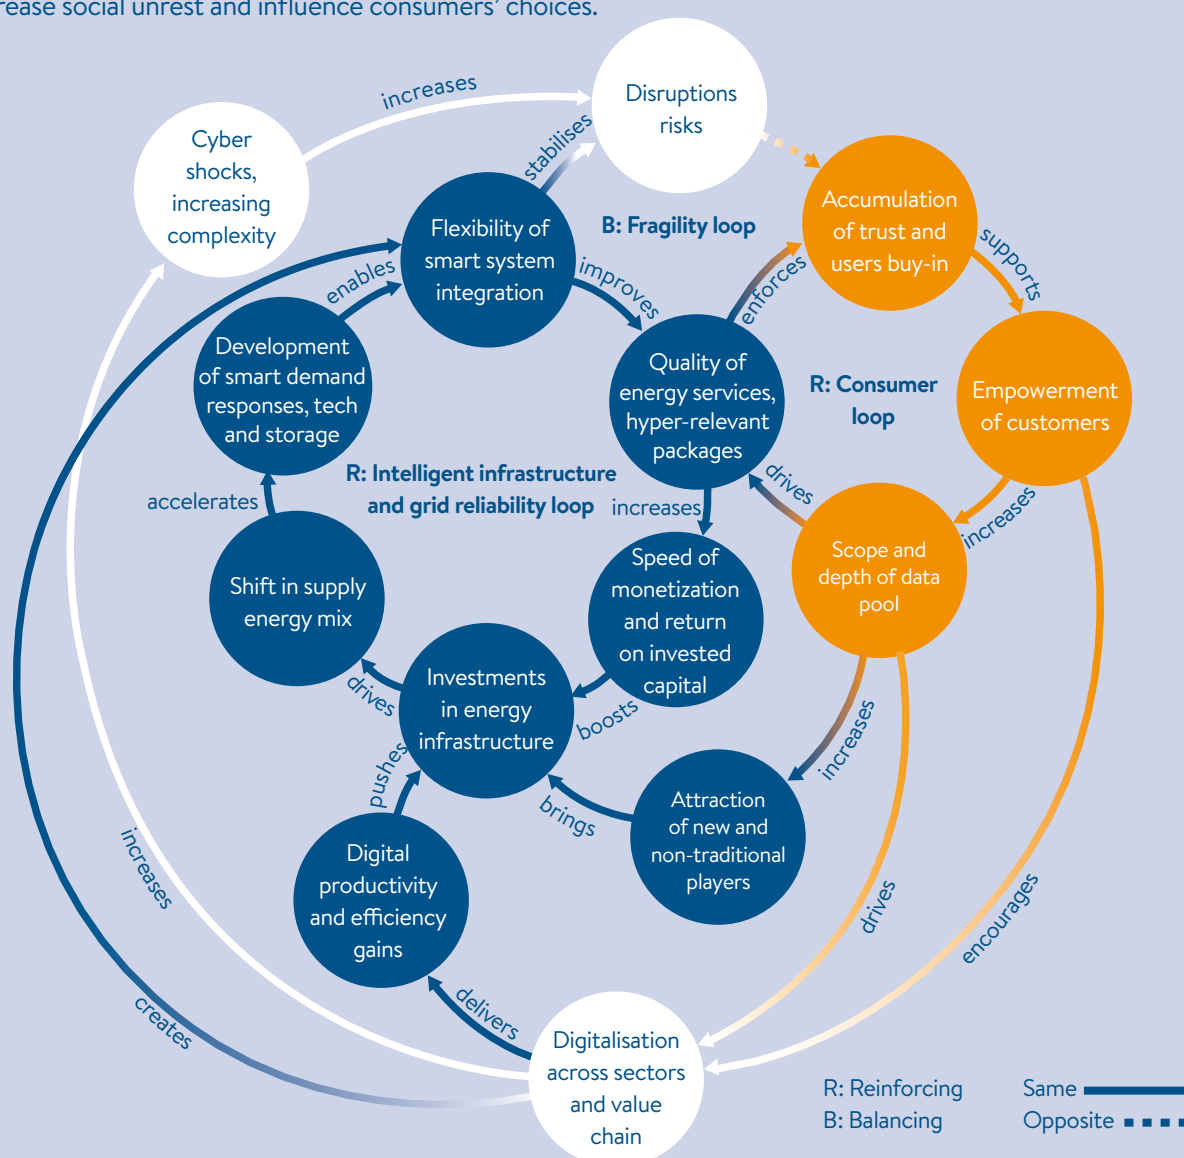 rease social unrest and influence consumers’ choices.
increases
Disruptions
risks
Cyber
shocks,
increasing
complexity
stabilises
Accumulation
of trust and
users buy-in
B: Fragility loop
Flexibility of
smart system
integration
supports
enables
improves
enforces
Development
of smart demand
responses, tech
and storage
Quality of
energy services,
hyper-relevant
packages
R: Consumer
loop
Empowerment
of customers
R: Intelligent infrastructure
and grid reliability loop
drives
accelerates
increases
increases
Scope and
depth of data
pool
Speed of
monetization
and return
on invested
capital
Shift in supply
energy mix
Investments
in energy
infrastructure
drives
boosts
increases
pushes
brings
Attraction
of new and
non-traditional
players
Digital
productivity
and efficiency
gains
increases
drives
encourages
creates
delivers
Digitalisation
across sectors
and value
chain
R: Reinforcing
B: Balancing
Same
Opposite